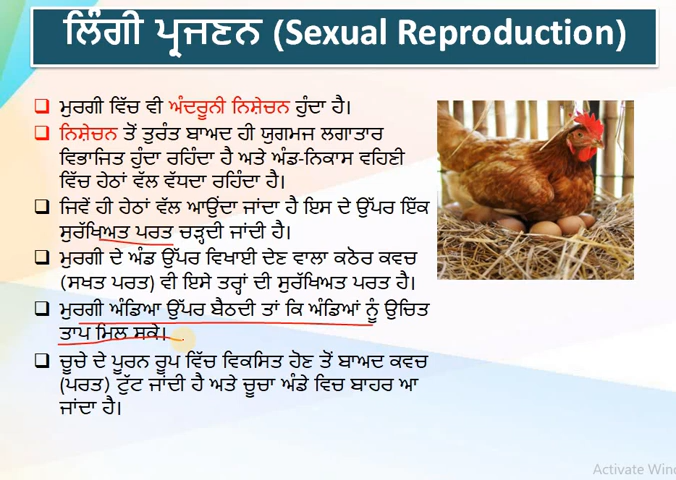 ਲਿੰਗੀ ਪ੍ਰਜਣਨ (Sexual Reproduction)
ਮੁਰਗੀ ਵਿੱਚ ਵੀ ਅੰਦਰੂਨੀ ਨਿਸ਼ੇਚਨ ਹੁੰਦਾ ਹੈ।
ਨਿਸ਼ੇਚਨ ਤੋਂ ਤੁਰੰਤ ਬਾਅਦ ਹੀ ਯੁਗਮਜ ਲਗਾਤਾਰ
ਵਿਭਾਜਿਤ ਹੁੰਦਾ ਰਹਿੰਦਾ ਹੈ ਅਤੇ ਅੰਡ-ਨਿਕਾਸ ਵਹਿਣੀ
ਵਿੱਚ ਹੇਠਾਂ ਵੱਲ ਵੱਧਦਾ ਰਹਿੰਦਾ ਹੈ।
ਜਿਵੇਂ ਹੀ ਹੇਠਾਂ ਵੱਲ ਆਉਂਦਾ ਜਾਂਦਾ ਹੈ ਇਸ ਦੇ ਉੱਪਰ ਇੱਕ
ਸੁਰੱਖਿਅਤ ਪਰਤ ਚੜ੍ਹਦੀ ਜਾਂਦੀ ਹੈ।
ਮੁਰਗੀ ਦੇ ਅੰਡ ਉੱਪਰ ਵਿਖਾਈ ਦੇਣ ਵਾਲਾ ਕਠੋਰ ਕਵਚ
(ਸਖਤ ਪਰਤ) ਵੀ ਇਸੇ ਤਰ੍ਹਾਂ ਦੀ ਸੁਰੱਖਿਅਤ ਪਰਤ ਹੈ।
ਮੁਰਗੀ ਅੰਡਿਆ ਉੱਪਰ ਬੈਠਦੀ ਤਾਂ ਕਿ ਅੰਡਿਆਂ ਨੂੰ ਉਚਿਤ
ਤਾਪ ਮਿਲ ਸਕੇ।
ਚੂਚੇ ਦੇ ਪੂਰਨ ਰੂਪ ਵਿੱਚ ਵਿਕਸਿਤ ਹੋਣ ਤੋਂ ਬਾਅਦ ਕਵਚ
(ਪਰਤ) ਟੁੱਟ ਜਾਂਦੀ ਹੈ ਅਤੇ ਚੂਚਾ ਅੰਡੇ ਵਿਚ ਬਾਹਰ ਆ
ਜਾਂਦਾ ਹੈ।
Activate Win